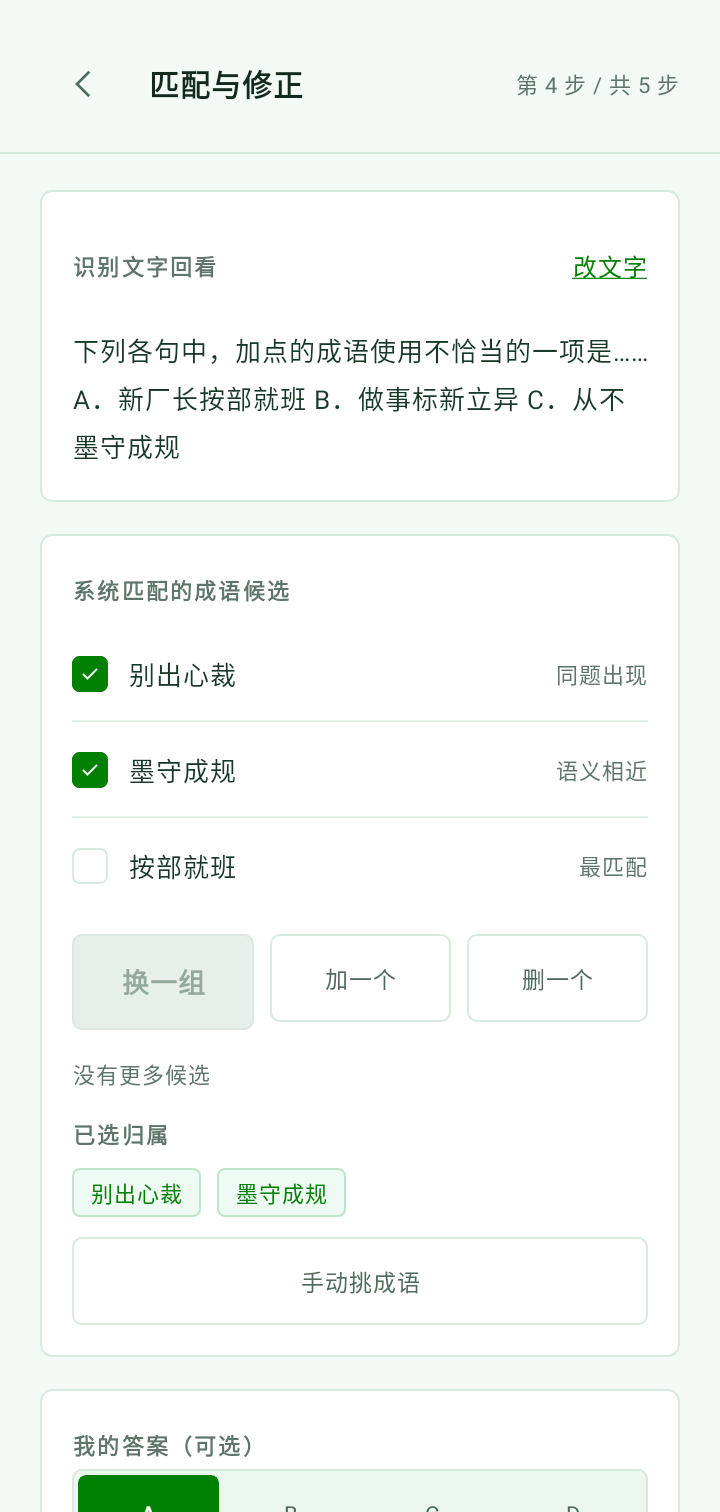 匹配与修正
第 4 步 / 共 5 步
识别文字回看
改文字
下列各句中，加点的成语使用不恰当的一项是……
A．新厂长按部就班 B．做事标新立异 C．从不
墨守成规
系统匹配的成语候选
别出心裁
同题出现
墨守成规
语义相近
按部就班
最匹配
换一组
加一个
删一个
没有更多候选
已选归属
别出心裁
墨守成规
手动挑成语
我的答案（可选）
A B C D